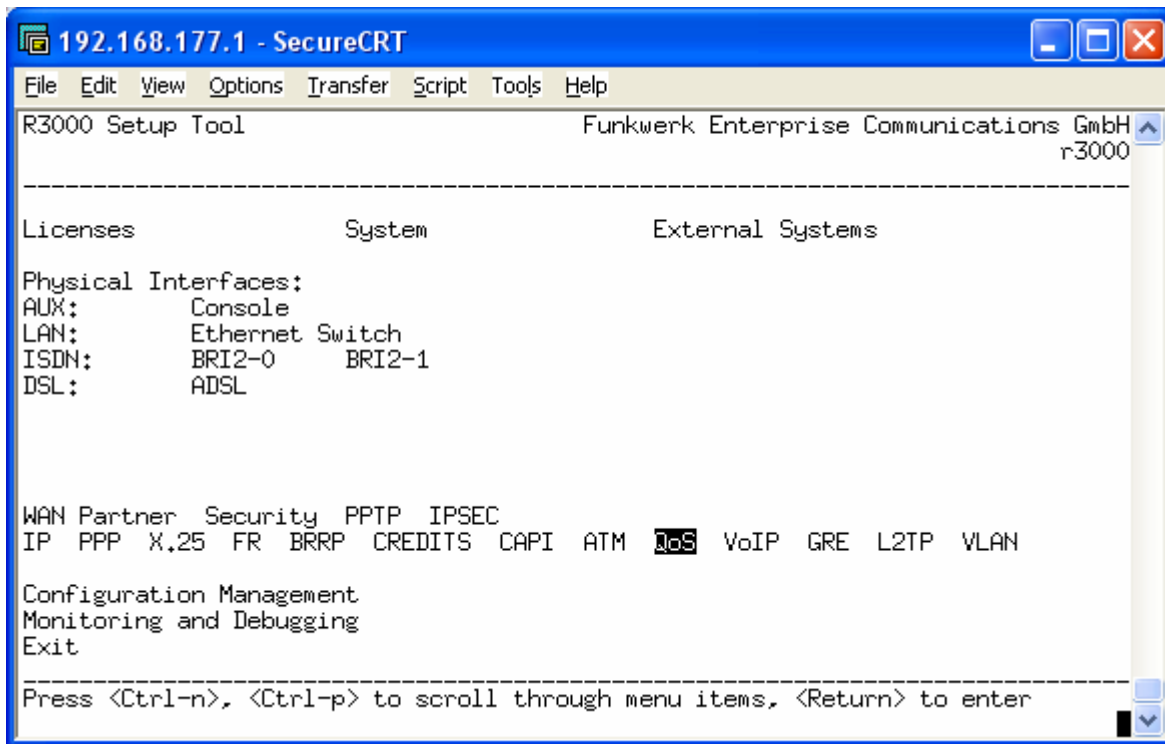 192.168.177.1 - SecureCRT
File Edit View Options Transfer Script Tools Help
R3000 Setup Tool Funkwerk Enterprise Communications GmbH
r3000
Licenses System External Systems
Physical Interfaces:
AUX: Console
LAN: Ethernet Switch
ISDN: BRI2-0 BRI2-1
DSL: ADSL
WAN Partner Security PPTP IPSEC
IP PPP X.25 FR BRRP CREDITS CAPI ATM QoS VoIP GRE L2TP VLAN
Configuration Management
Monitoring and Debugging
Exit
Press <Ctrl-n>, <Ctrl-p> to scroll through menu items, <Return> to enter